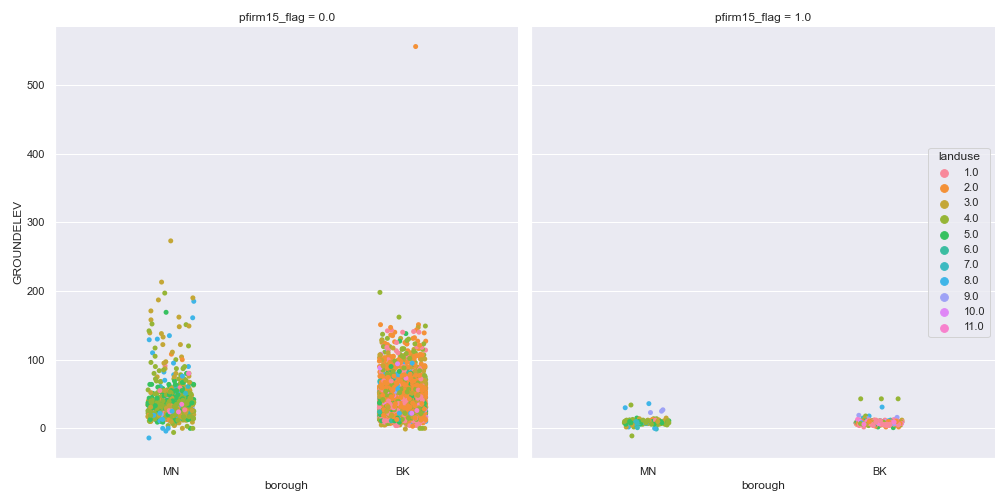 pfirm15_flag = 0.0
pfirm15_flag = 1.0
GROUNDELEV
500
400
300
200
100
0
MN
BK
borough
MN
BK
borough
landuse
1.0
2.0
3.0
4.0
5.0
6.0
7.0
8.0
9.0
10.0
11.0